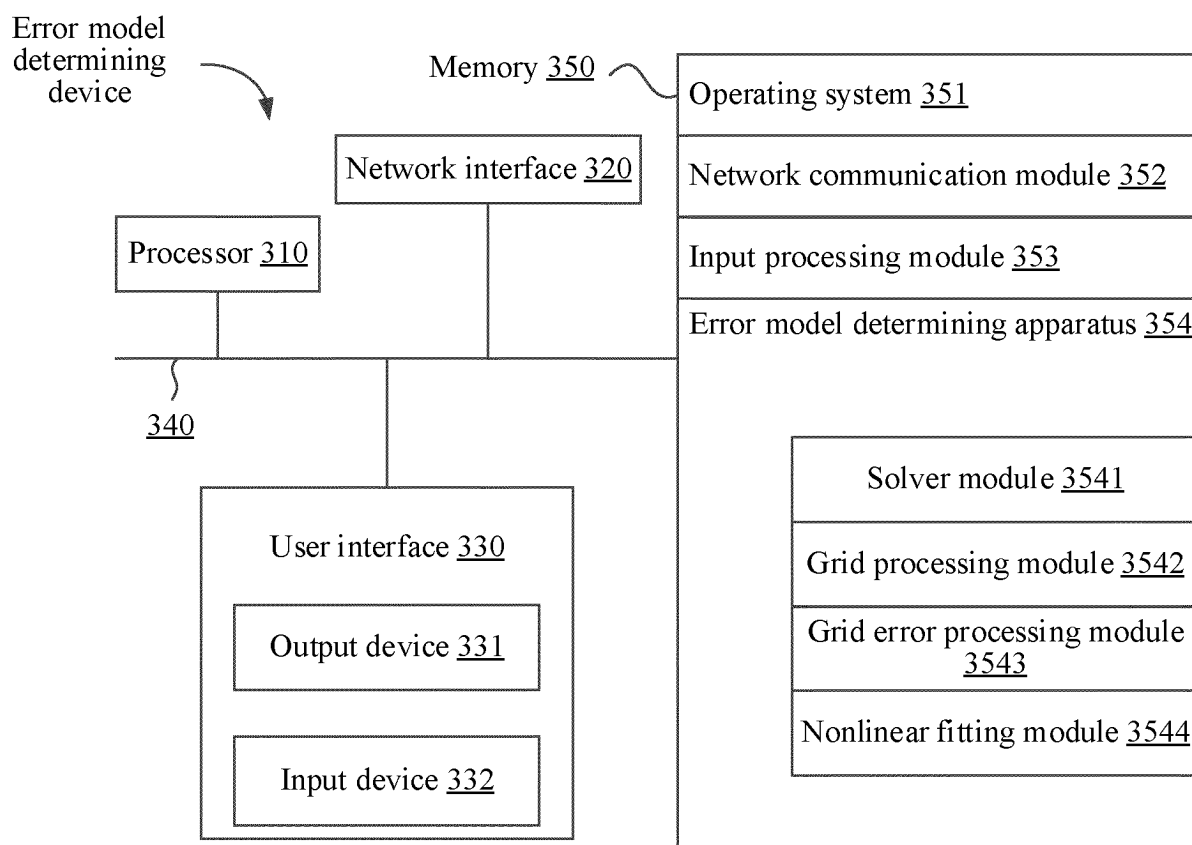 Error model
determining
device
Memory 350
Operating system 351
Network interface 320
Network communication module 352
Processor 310
Input processing module 353
Error model determining apparatus 354
340
Solver module 3541
User interface 330
Grid processing module 3542
Output device 331
Grid error processing module
3543
Nonlinear fitting module 3544
Input device 332